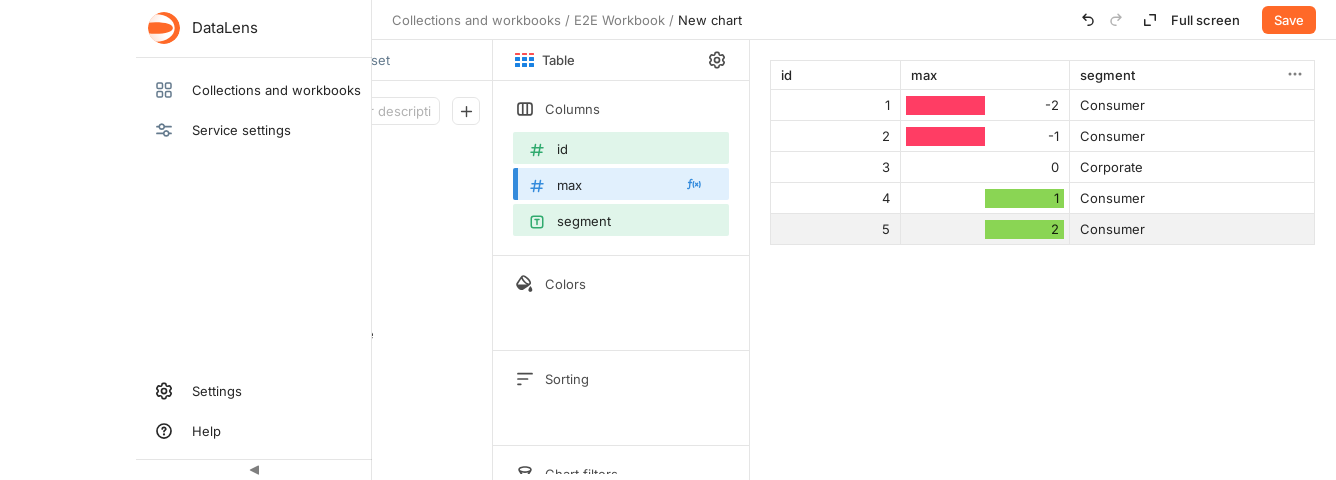 DataLens
Collections and workbooks
Service settings
Settings
Help
Collections and workbooks / E2E Workbook / New chart
Full screen
Save
set
r descripti
Table
Columns
id
max
f(x)
segment
Colors
Sorting
Chart filters
id max segment
1 -2 Consumer
2 -1 Consumer
3 0 Corporate
4 1 Consumer
5 2 Consumer